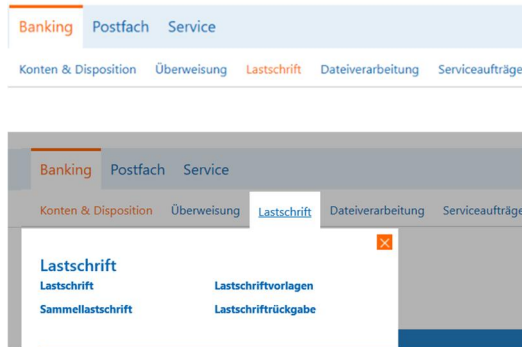 Banking Postfach Service
Konten & Disposition Überweisung Lastschrift Dateiverarbeitung Serviceaufträge
Banking Postfach Service
Konten & Disposition Überweisung Lastschrift Dateiverarbeitung Serviceaufträge
Lastschrift
Lastschrift Lastschriftvorlagen
Sammellastschrift Lastschriftrückgabe